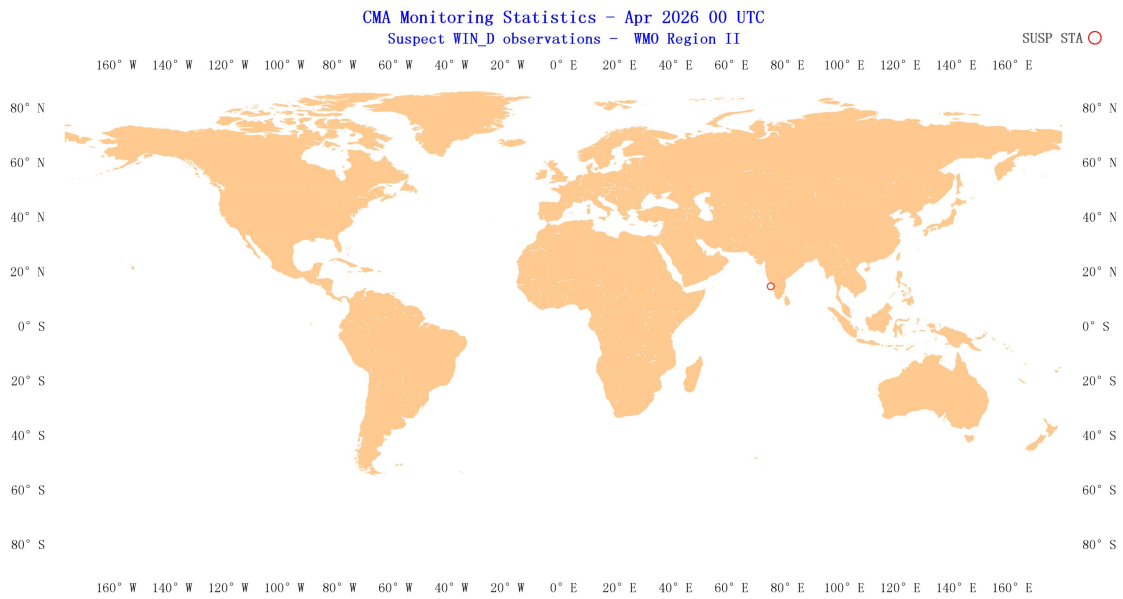 CMA Monitoring Statistics - Apr 2026 00 UTC
Suspect WIN_D observations - WMO Region II
SUSP STA
160° W 140° W 120° W 100° W 80° W 60° W 40° W 20° W 0° E 20° E 40° E 60° E 80° E 100° E 120° E 140° E 160° E
80° N 80° N
60° N 60° N
40° N 40° N
20° N 20° N
0° S 0° S
20° S 20° S
40° S 40° S
60° S 60° S
80° S 80° S
160° W 140° W 120° W 100° W 80° W 60° W 40° W 20° W 0° E 20° E 40° E 60° E 80° E 100° E 120° E 140° E 160° E